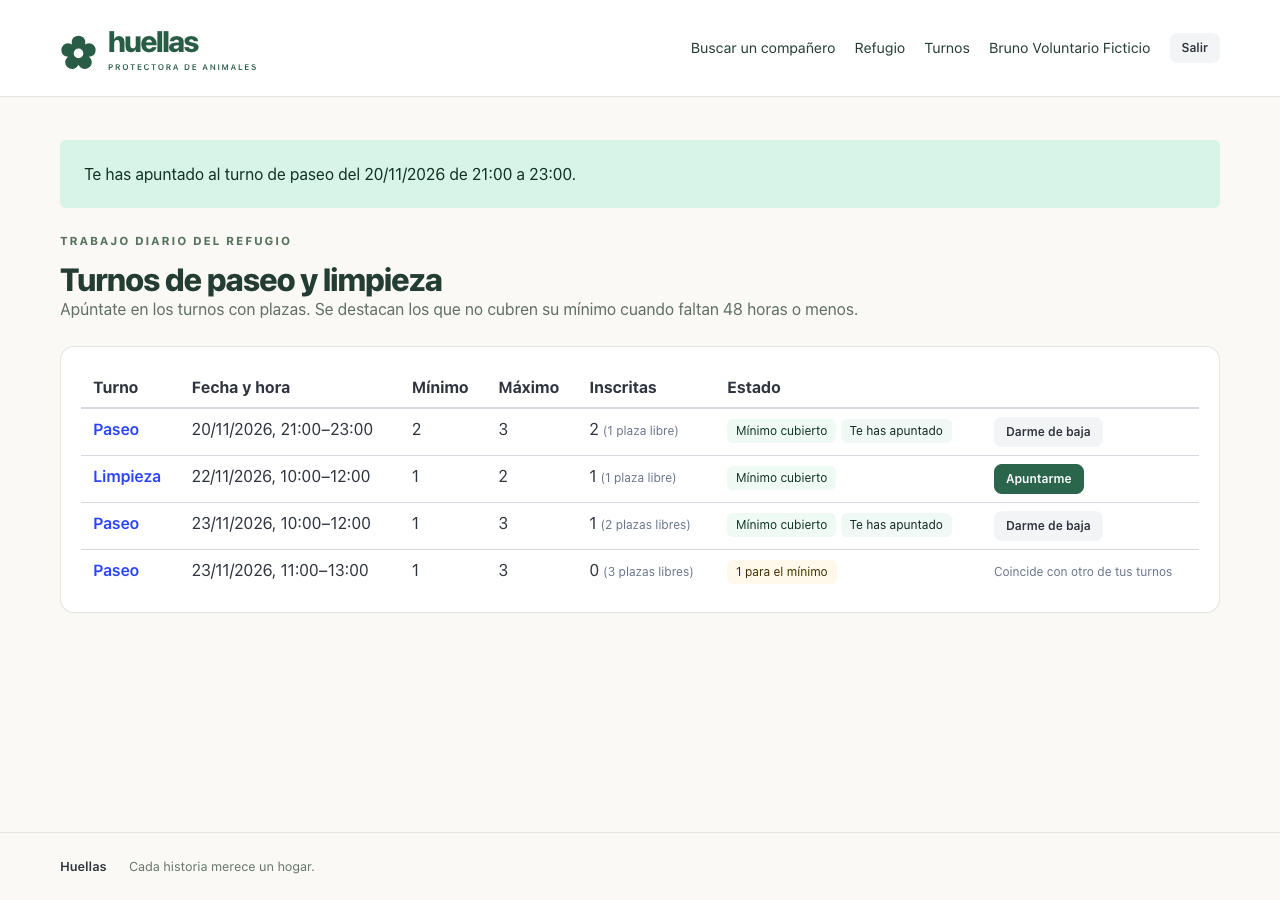 huellas
PROTECTORA DE ANIMALES
Buscar un compañero Refugio Turnos Bruno Voluntario Ficticio Salir
Te has apuntado al turno de paseo del 20/11/2026 de 21:00 a 23:00.
TRABAJO DIARIO DEL REFUGIO
Turnos de paseo y limpieza
Apúntate en los turnos con plazas. Se destacan los que no cubren su mínimo cuando faltan 48 horas o menos.
Turno Fecha y hora Mínimo Máximo Inscritas Estado
Paseo 20/11/2026, 21:00–23:00 2 3 2 (1 plaza libre) Mínimo cubierto Te has apuntado Darme de baja
Limpieza 22/11/2026, 10:00–12:00 1 2 1 (1 plaza libre) Mínimo cubierto Apuntarme
Paseo 23/11/2026, 10:00–12:00 1 3 1 (2 plazas libres) Mínimo cubierto Te has apuntado Darme de baja
Paseo 23/11/2026, 11:00–13:00 1 3 0 (3 plazas libres) 1 para el mínimo Coincide con otro de tus turnos
Huellas Cada historia merece un hogar.